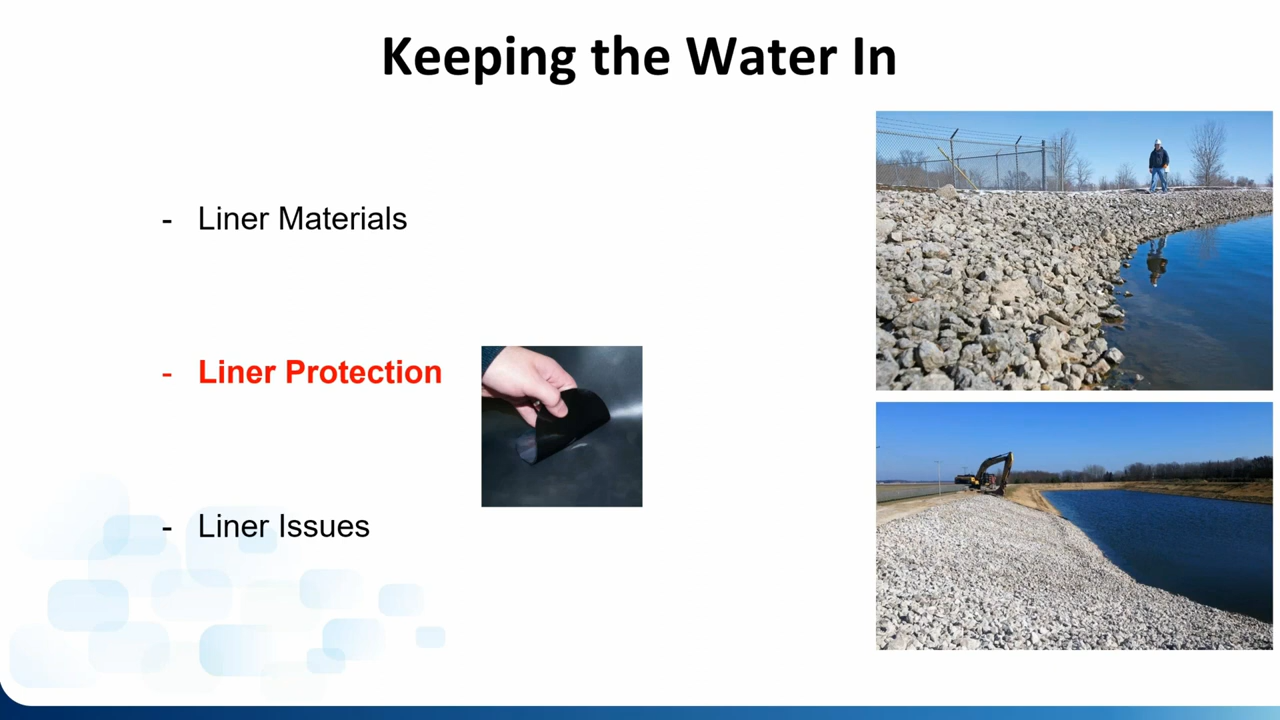 Keeping the Water In
- Liner Materials
- Liner Protection
- Liner Issues